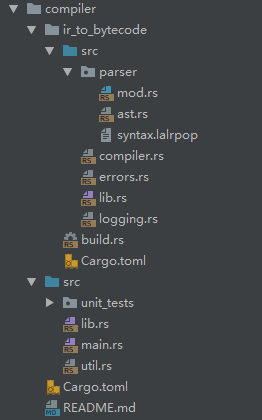 compiler
ir_to_bytecode
src
parser
mod.rs
ast.rs
syntax.lalrpop
compiler.rs
errors.rs
lib.rs
logging.rs
build.rs
Cargo.toml
src
unit_tests
lib.rs
main.rs
util.rs
Cargo.toml
README.md